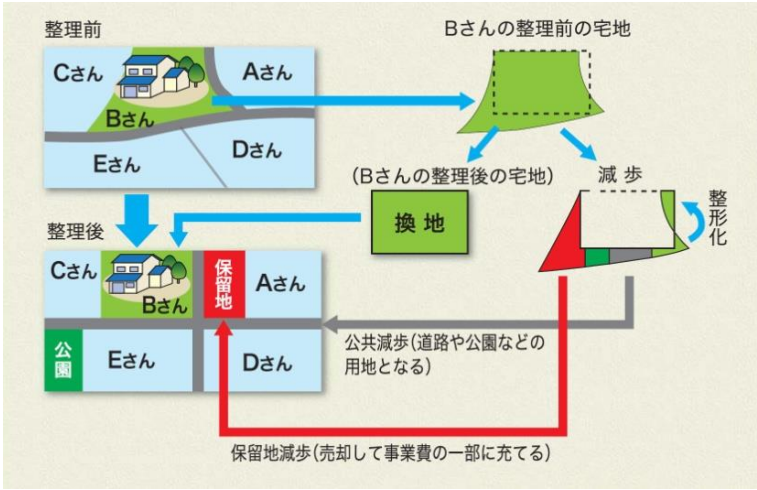 整理前
Cさん
Aさん
Bさん
Eさん
Dさん
Bさんの整理前の宅地
(Bさんの整理後の宅地)
換地
減歩
整形化
整理後
Cさん
Bさん
保留地
Aさん
公園
Eさん
Dさん
公共減歩(道路や公園などの
用地となる)
保留地減歩(売却して事業費の一部に充てる)